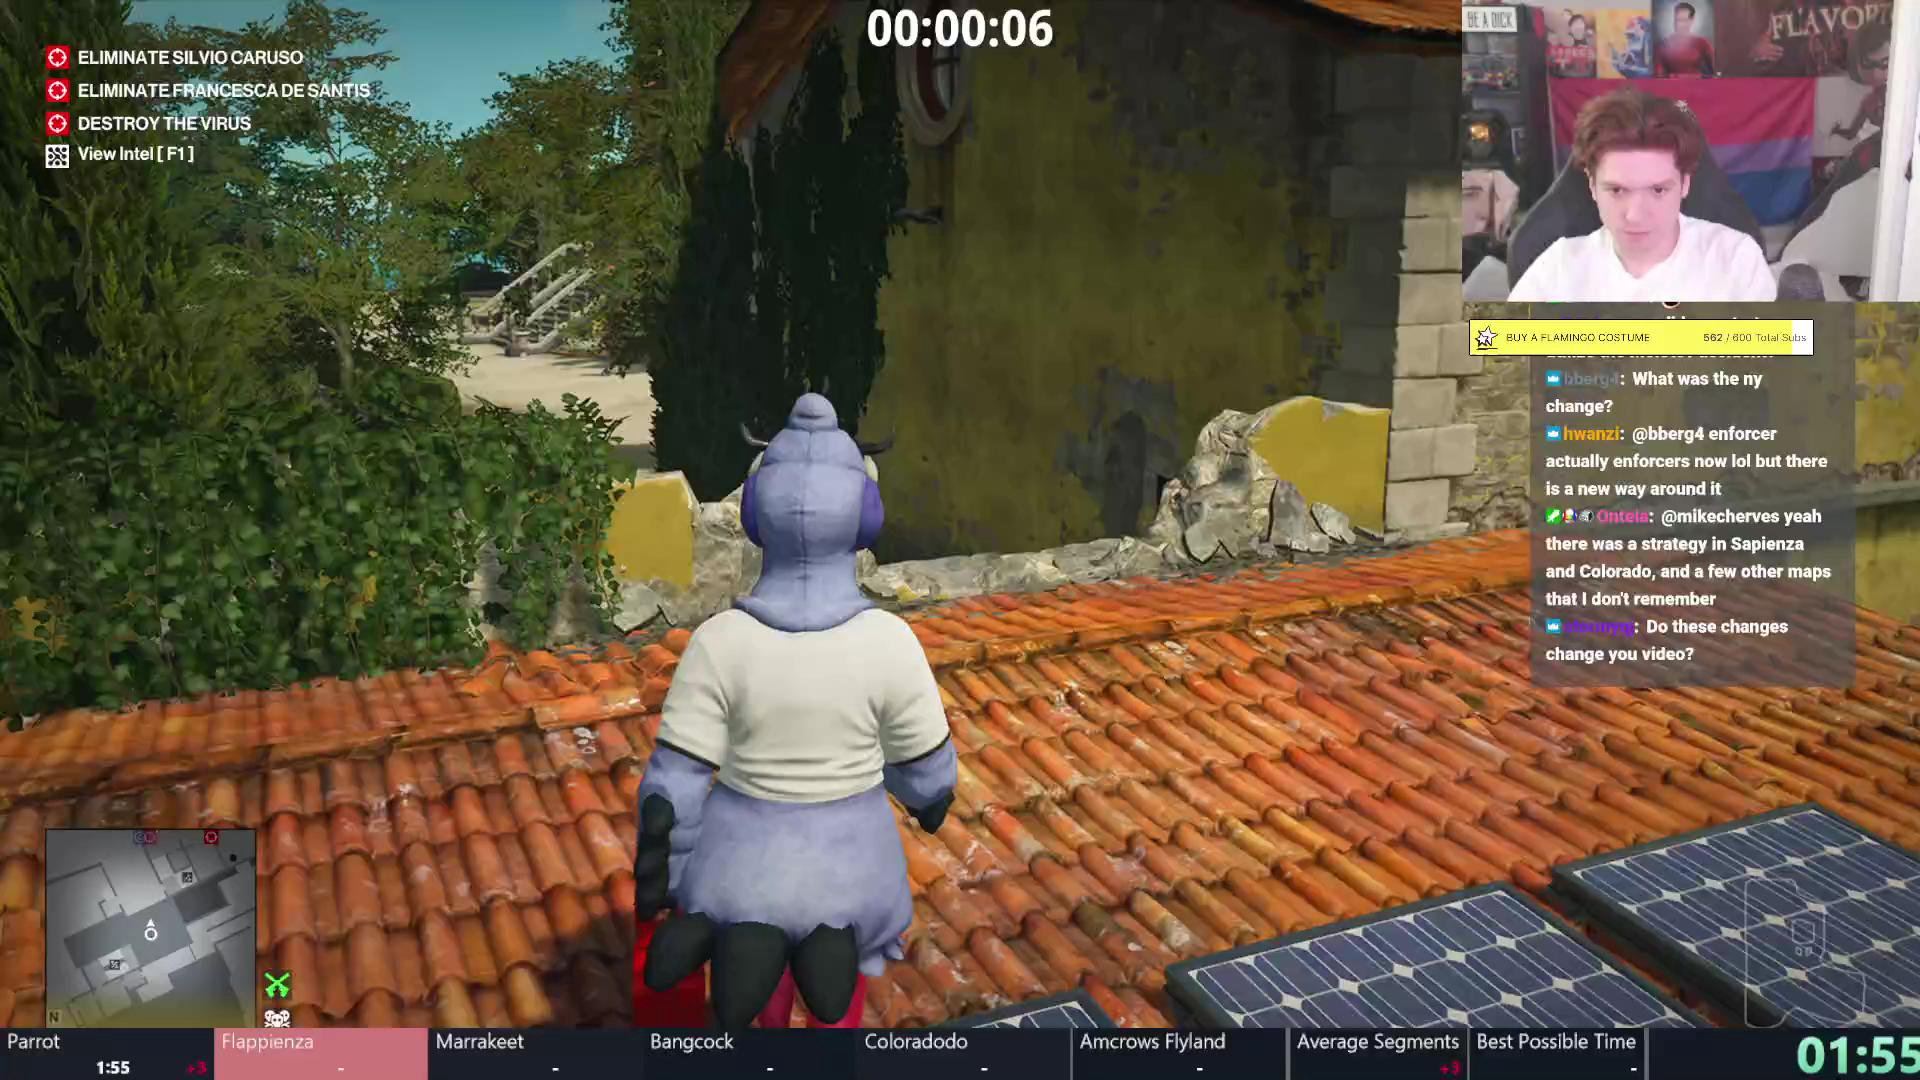 00:00:06
ELIMINATE SILVIO CARUSO
ELIMINATE FRANCESCA DE SANTIS
DESTROY THE VIRUS
View Intel [ F1 ]
BE A DICK
BUY A FLAMINGO COSTUME 562 / 600 Total Subs
bberg4: What was the ny
change?
hwanzi: @bberg4 enforcer
actually enforcers now lol but there
is a new way around it
Onteia: @mikecherves yeah
there was a strategy in Sapienza
and Colorado, and a few other maps
that I don't remember
Do these changes
change you video?
N
Parrot Flappienza Marrakeet Bangcock Coloradodo Amcrows Flyland Average Segments Best Possible Time
1:55 +3 - - - - - +3 -
01:55